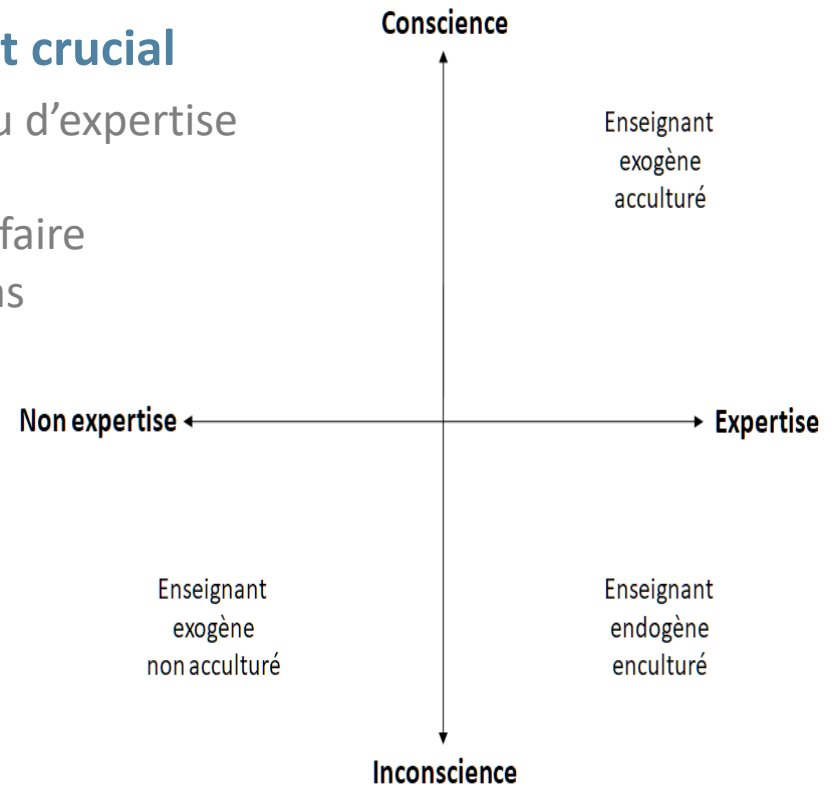 Conscience
t crucial
u d'expertise
Enseignant
exogène
acculturé
faire
ns
Non expertise
Expertise
Enseignant
exogène
non acculturé
Enseignant
endogène
enculturé
Inconscience